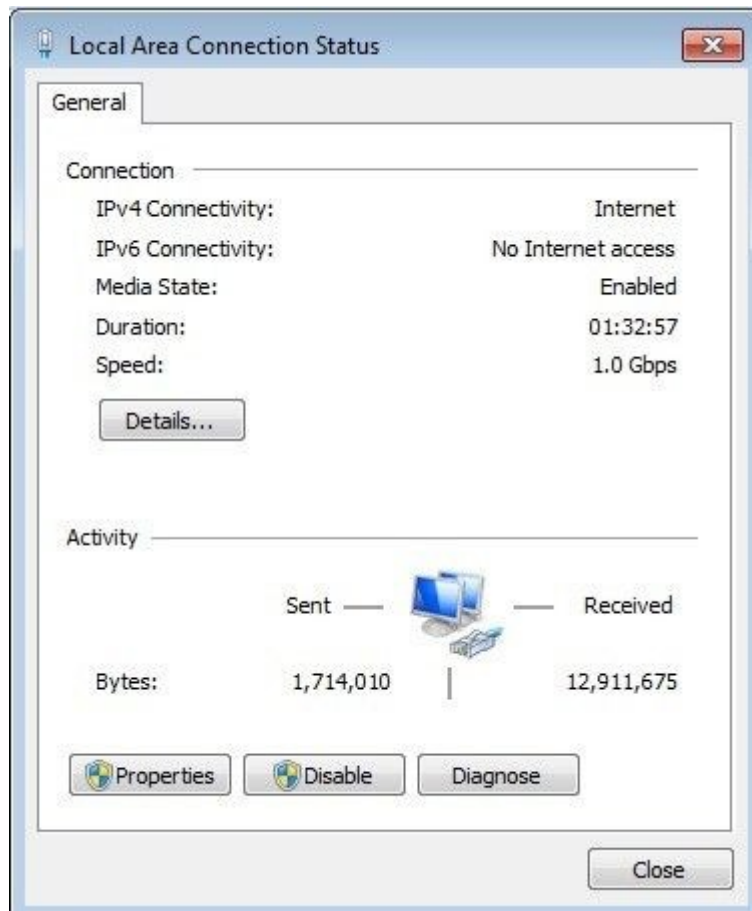 Local Area Connection Status
General
Connection
IPv4 Connectivity: Internet
IPv6 Connectivity: No Internet access
Media State: Enabled
Duration: 01:32:57
Speed: 1.0 Gbps
Details...
Activity
Sent Received
Bytes: 1,714,010 12,911,675
Properties Disable Diagnose
Close